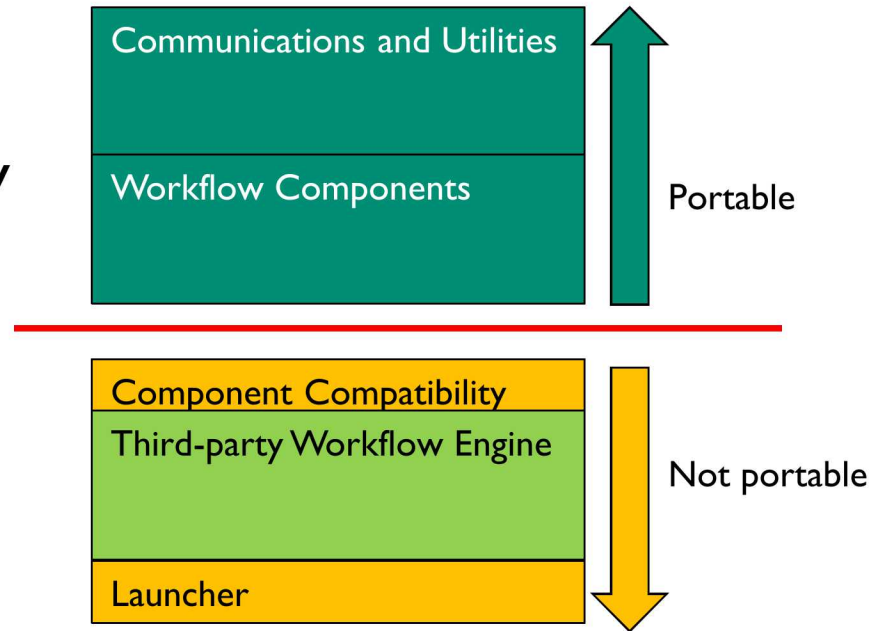 Communications and Utilities
Workflow Components
Portable
Component Compatibility
Third-party Workflow Engine
Not portable
Launcher